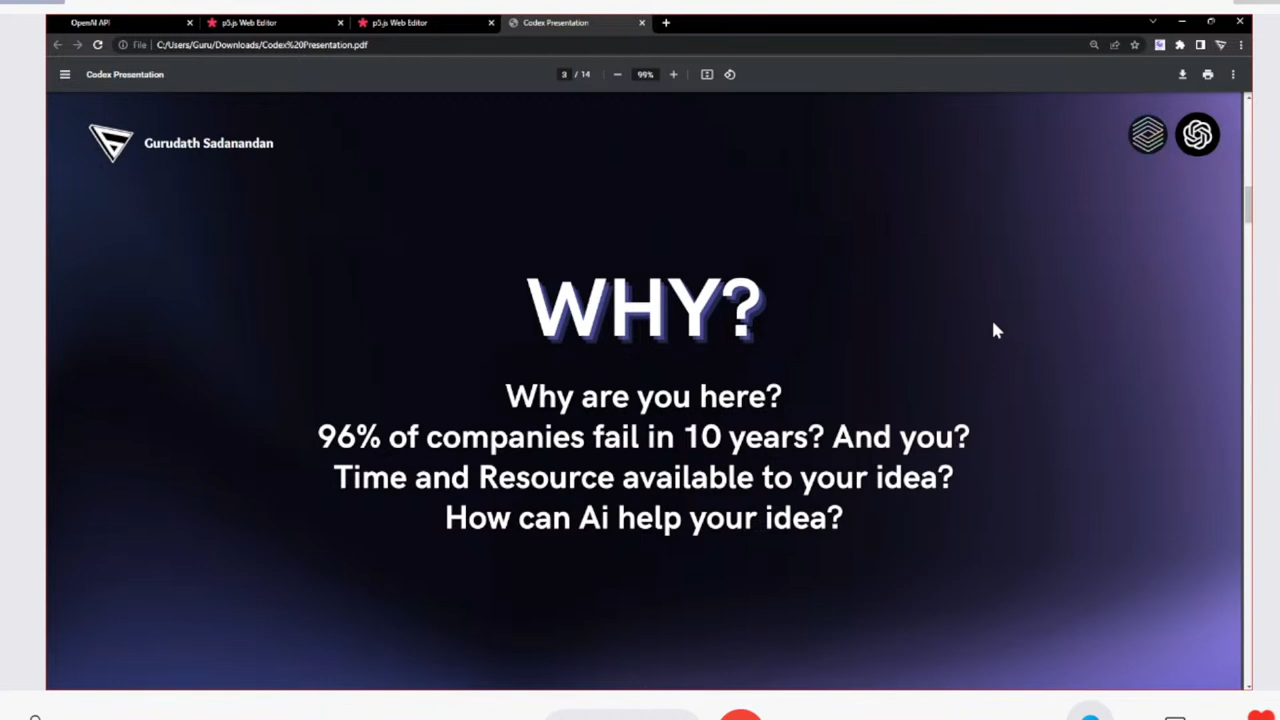 OpenAI API
p5.js Web Editor
p5.js Web Editor
Codex Presentation
File
C:/Users/Guru/Downloads/Codex%20Presentation.pdf
Codex Presentation
3 / 14
99%
Gurudath Sadanandan
WHY?
Why are you here?
96% of companies fail in 10 years? And you?
Time and Resource available to your idea?
How can Ai help your idea?